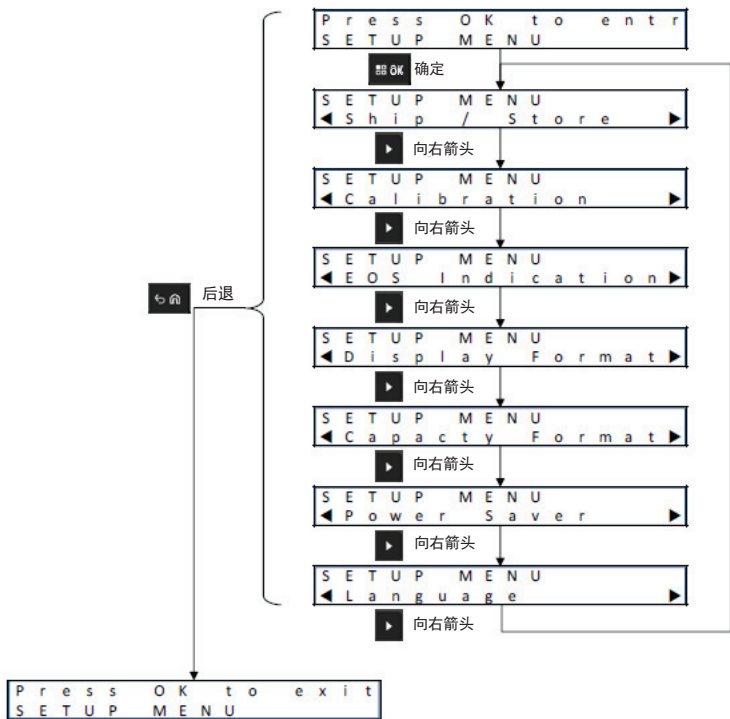 Press OK to entr
SETUP MENU
OK 确定
SETUP MENU
◀Ship / Store ▶
向右箭头
SETUP MENU
◀Calibration ▶
向右箭头
SETUP MENU
◀EOS Indication▶
向右箭头
后退
SETUP MENU
◀Display Format▶
向右箭头
SETUP MENU
◀Capacty Format▶
向右箭头
SETUP MENU
◀Power Saver ▶
向右箭头
SETUP MENU
◀Language ▶
向右箭头
Press OK to exit
SETUP MENU